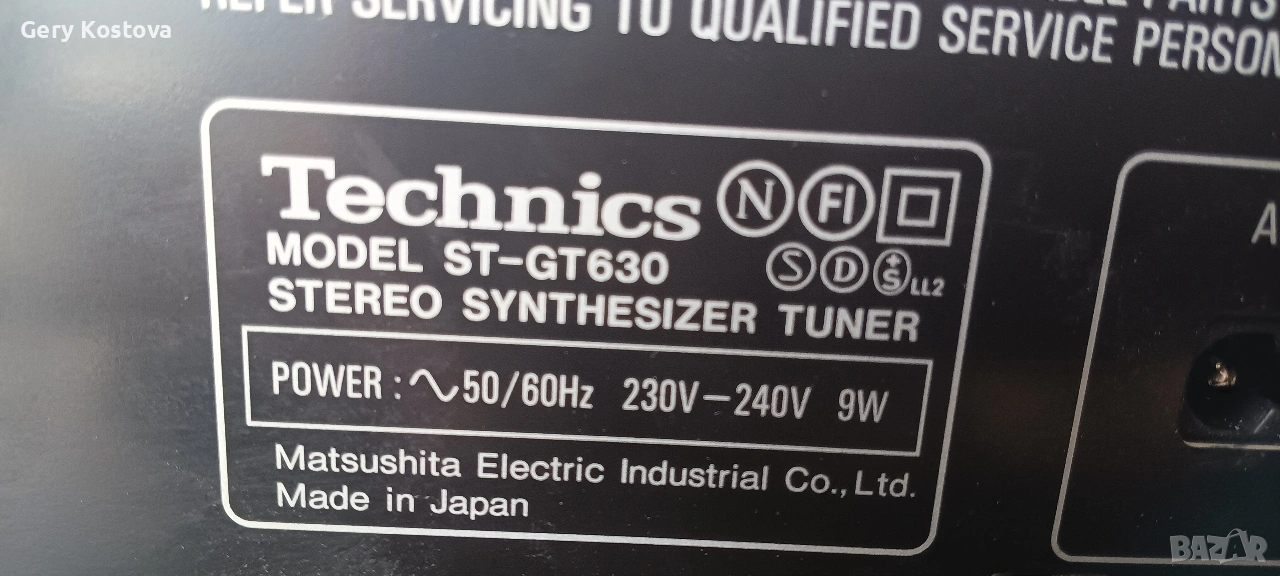 Gery Kostova
REFER SERVICING TO QUALIFIED SERVICE PERSON
Technics N FI
MODEL ST-GT630 S D +S LL2
STEREO SYNTHESIZER TUNER
POWER : ∿50/60Hz 230V–240V 9W
Matsushita Electric Industrial Co., Ltd.
Made in Japan
BAZAR